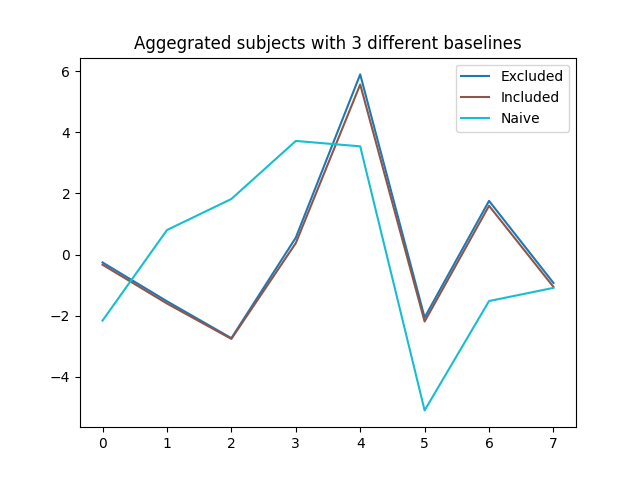 Aggegrated subjects with 3 different baselines
6
4
2
0
−2
−4
0 1 2 3 4 5 6 7
Excluded
Included
Naive